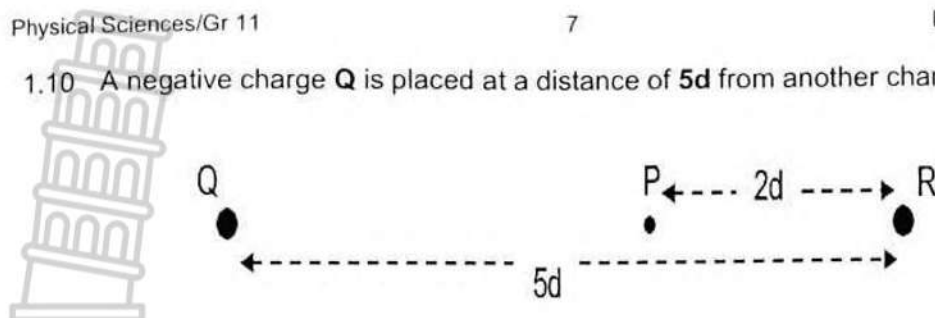 Physical Sciences/Gr 11 7
1.10 A negative charge Q is placed at a distance of 5d from another
Q P 2d R
5d